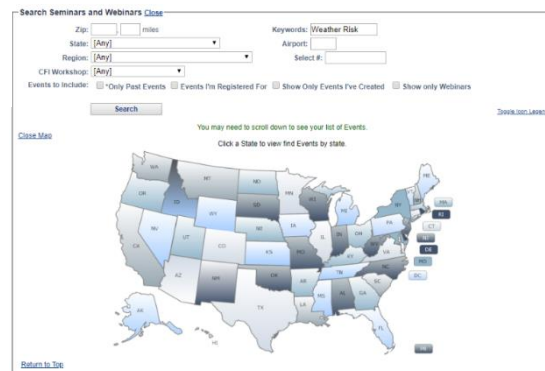 Search Seminars and Webinars Close
Zip: , miles Keywords: Weather Risk
State: [Any] Airport:
Region: [Any] Select #:
CFI Workshop: [Any]
Events to Include: *Only Past Events Events I'm Registered For Show Only Events I've Created Show only Webinars
Search
Toggle Icon Legend
You may need to scroll down to see your list of Events.
Close Map
Click a State to view find Events by state.
WA MT ND MN ME
OR ID SD WI MI NY MA
WY RI
NV NE IA PA CT
UT CO IL IN OH NJ
CA KS MO WV VA DE
KY MD
AZ NM OK AR TN NC DC
SC
TX LA MS AL GA
AK HI FL
Return to Top